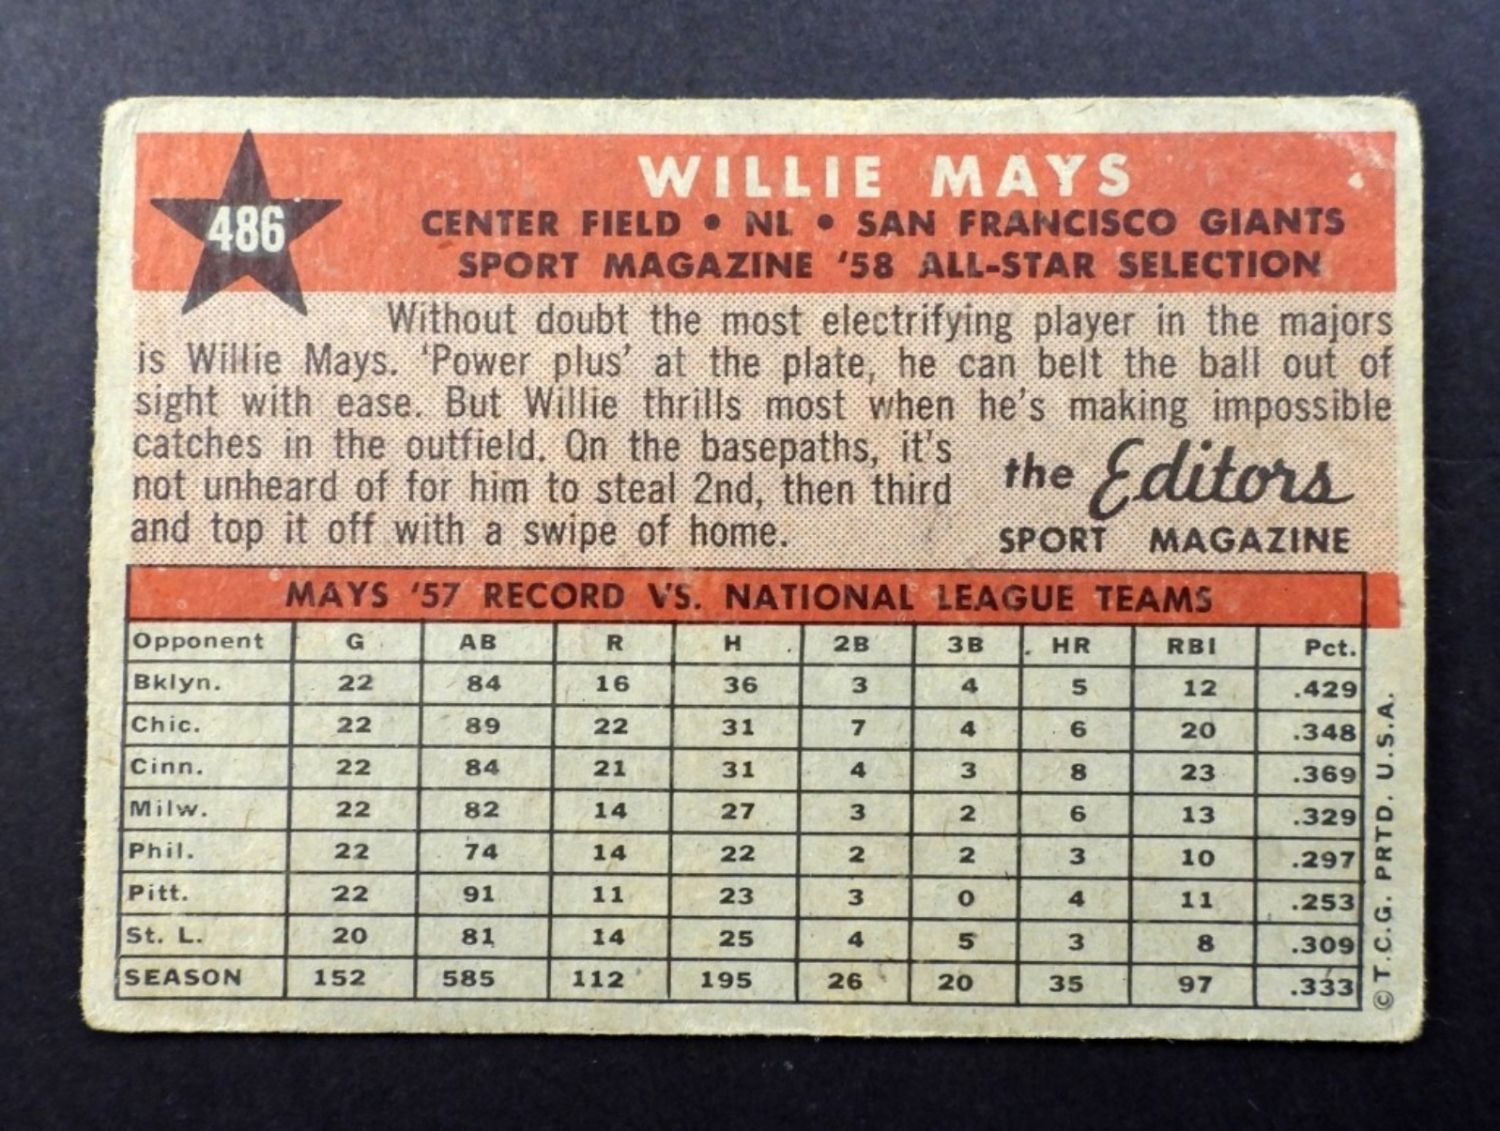 486
WILLIE MAYS
CENTER FIELD • NL • SAN FRANCISCO GIANTS
SPORT MAGAZINE '58 ALL-STAR SELECTION
Without doubt the most electrifying player in the majors
is Willie Mays. 'Power plus' at the plate, he can belt the ball out of
sight with ease. But Willie thrills most when he's making impossible
catches in the outfield. On the basepaths, it's
not unheard of for him to steal 2nd, then third
and top it off with a swipe of home.
the Editors
SPORT MAGAZINE
MAYS '57 RECORD VS. NATIONAL LEAGUE TEAMS
Opponent G AB R H 2B 3B HR RBI Pct.
Bklyn. 22 84 16 36 3 4 5 12 .429
Chic. 22 89 22 31 7 4 6 20 .348
Cinn. 22 84 21 31 4 3 8 23 .369
Milw. 22 82 14 27 3 2 6 13 .329
Phil. 22 74 14 22 2 2 3 10 .297
Pitt. 22 91 11 23 3 0 4 11 .253
St. L. 20 81 14 25 4 5 3 8 .309
SEASON 152 585 112 195 26 20 35 97 .333
© T.C.G. PRTD. U.S.A.